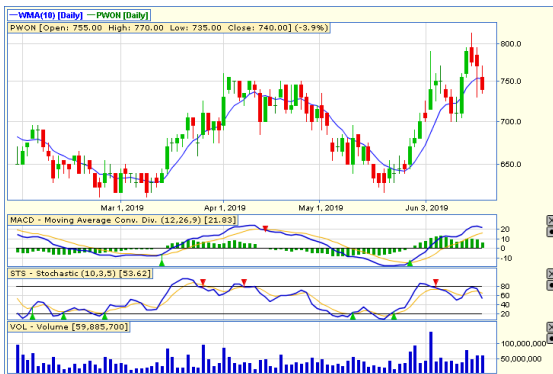 WMA(10) [Daily] PWON [Daily]
PWON [Open: 755.00 High: 770.00 Low: 735.00 Close: 740.00] (-3.9%)
800.0
750.0
700.0
650.0
Mar 1, 2019 Apr 1, 2019 May 1, 2019 Jun 3, 2019
MACD - Moving Average Conv. Div. (12,26,9) [21.83]
20
10
0
-10
STS - Stochastic (10,3,5) [53.62]
80
60
40
20
VOL - Volume [59,885,700]
100,000,000
50,000,000